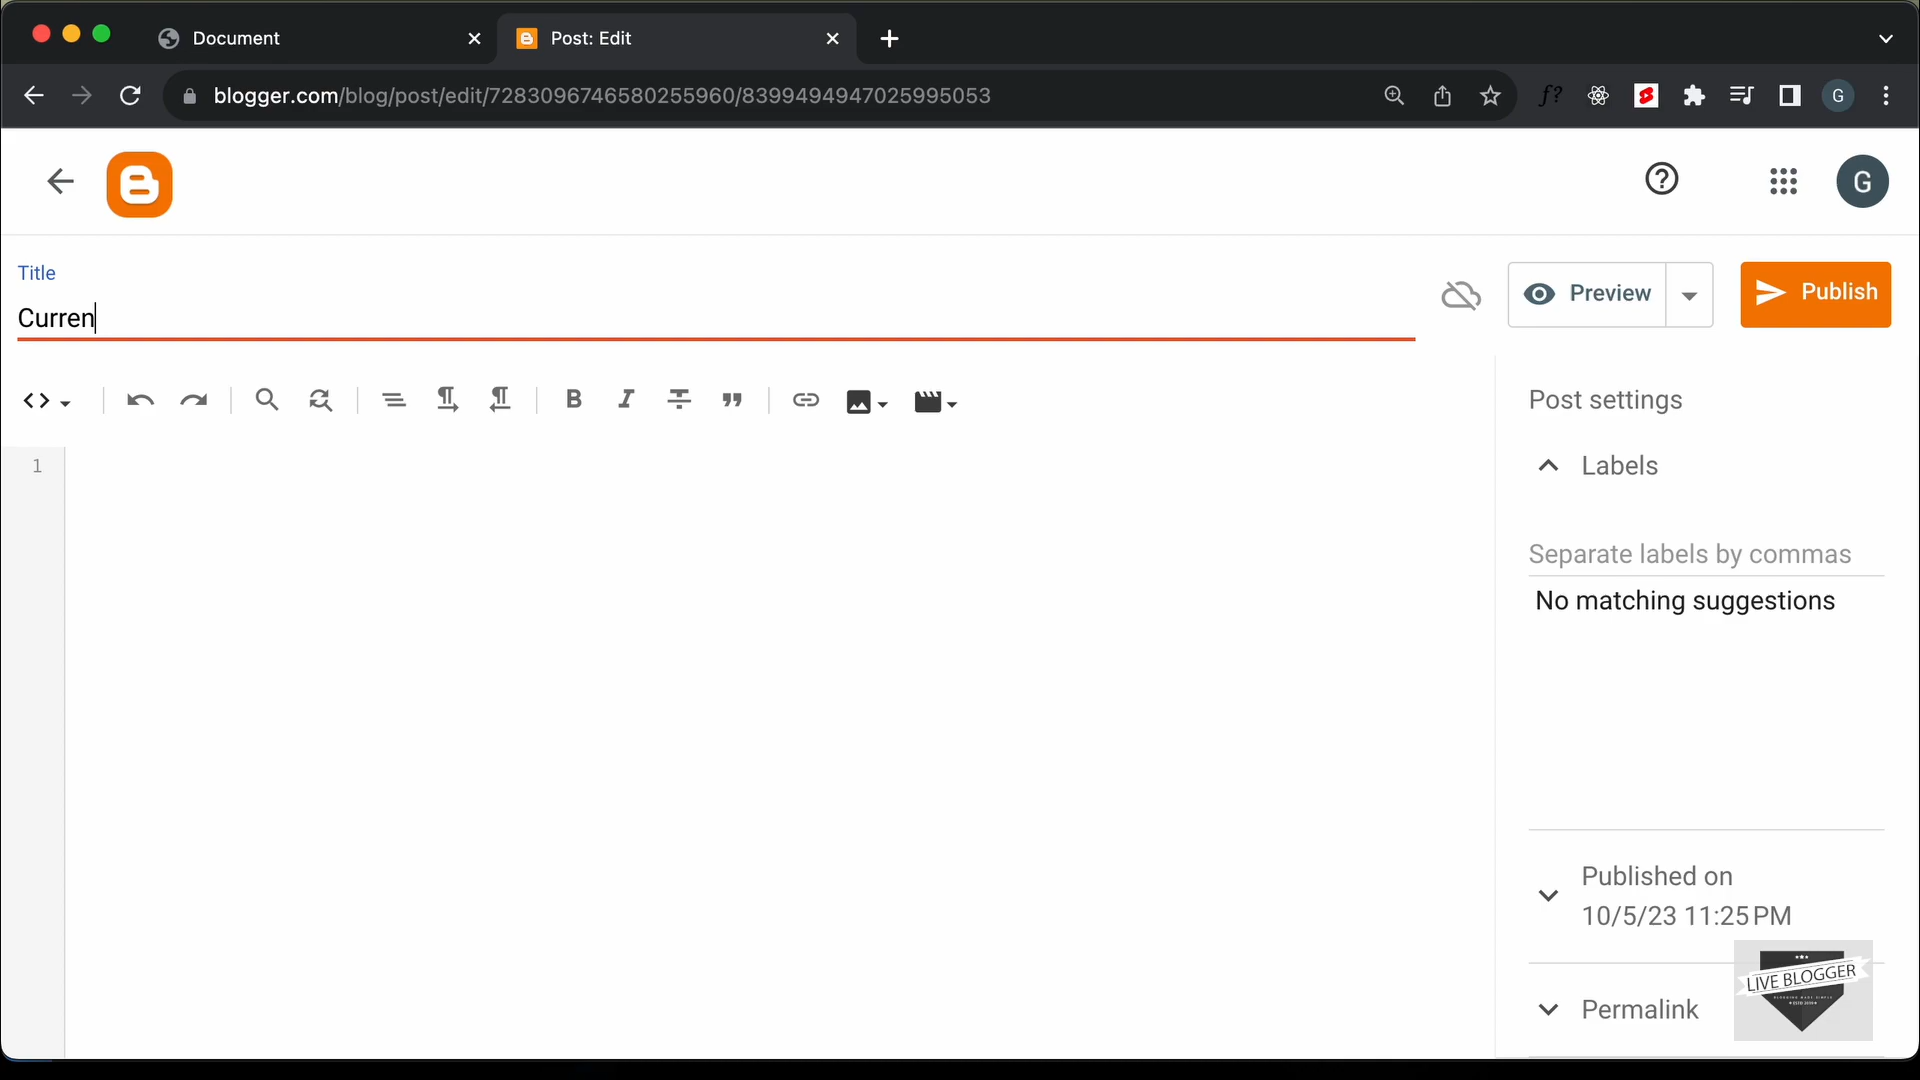 Document
Post: Edit
blogger.com/blog/post/edit/7283096746580255960/8399494947025995053
f?
G
G
Title
Curren
Preview
Publish
B
I
Post settings
1
Labels
Separate labels by commas
No matching suggestions
Published on
10/5/23 11:25 PM
Permalink
LIVE BLOGGER